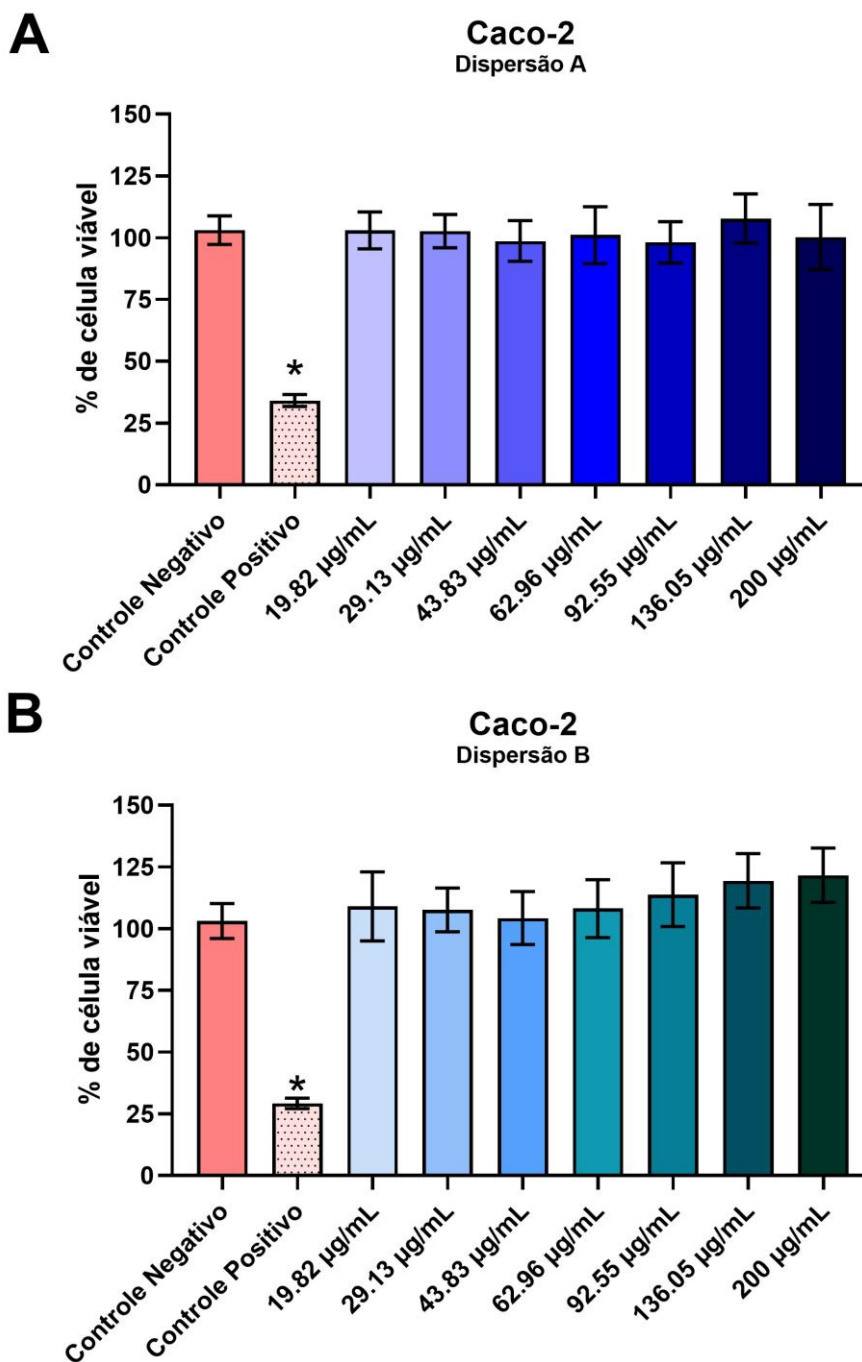 A
Caco-2
Dispersão A
% de célula viável
150
125
100
75
50
25
0
*
Controle Negativo
Controle Positivo
19.82 µg/mL
29.13 µg/mL
43.83 µg/mL
62.96 µg/mL
92.55 µg/mL
136.05 µg/mL
200 µg/mL
B
Caco-2
Dispersão B
% de célula viável
150
125
100
75
50
25
0
*
Controle Negativo
Controle Positivo
19.82 µg/mL
29.13 µg/mL
43.83 µg/mL
62.96 µg/mL
92.55 µg/mL
136.05 µg/mL
200 µg/mL